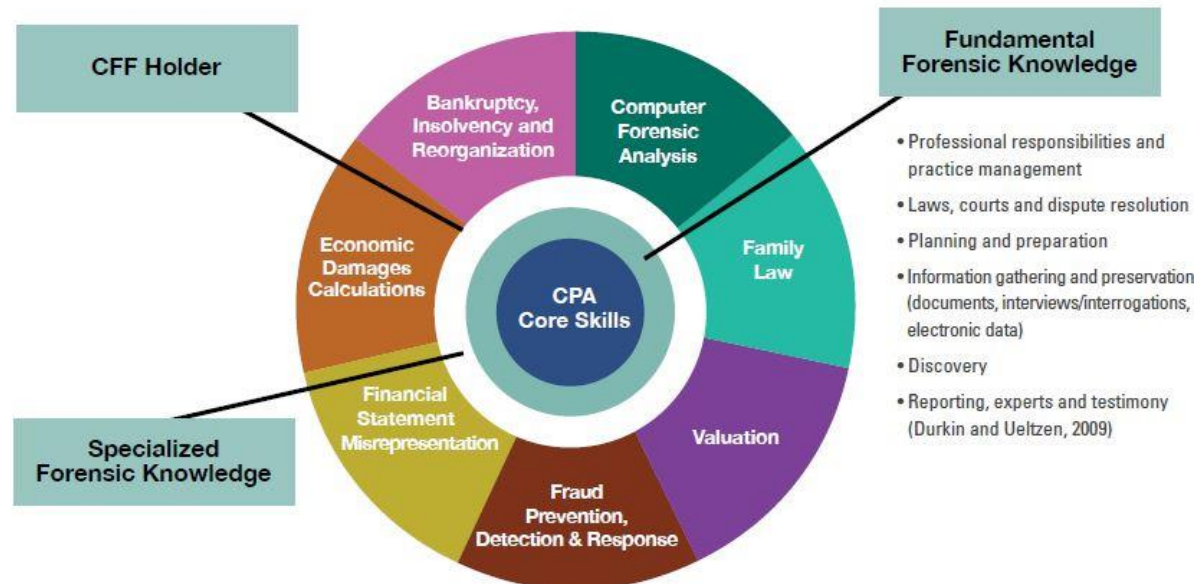 CFF Holder
Fundamental
Forensic Knowledge
Bankruptcy,
Insolvency and
Reorganization
Computer
Forensic
Analysis
Economic
Damages
Calculations
Family
Law
CPA
Core Skills
Financial
Statement
Misrepresentation
Valuation
Fraud
Prevention,
Detection & Response
Specialized
Forensic Knowledge
• Professional responsibilities and
practice management
• Laws, courts and dispute resolution
• Planning and preparation
• Information gathering and preservation
(documents, interviews/interrogations,
electronic data)
• Discovery
• Reporting, experts and testimony
(Durkin and Ueltzen, 2009)